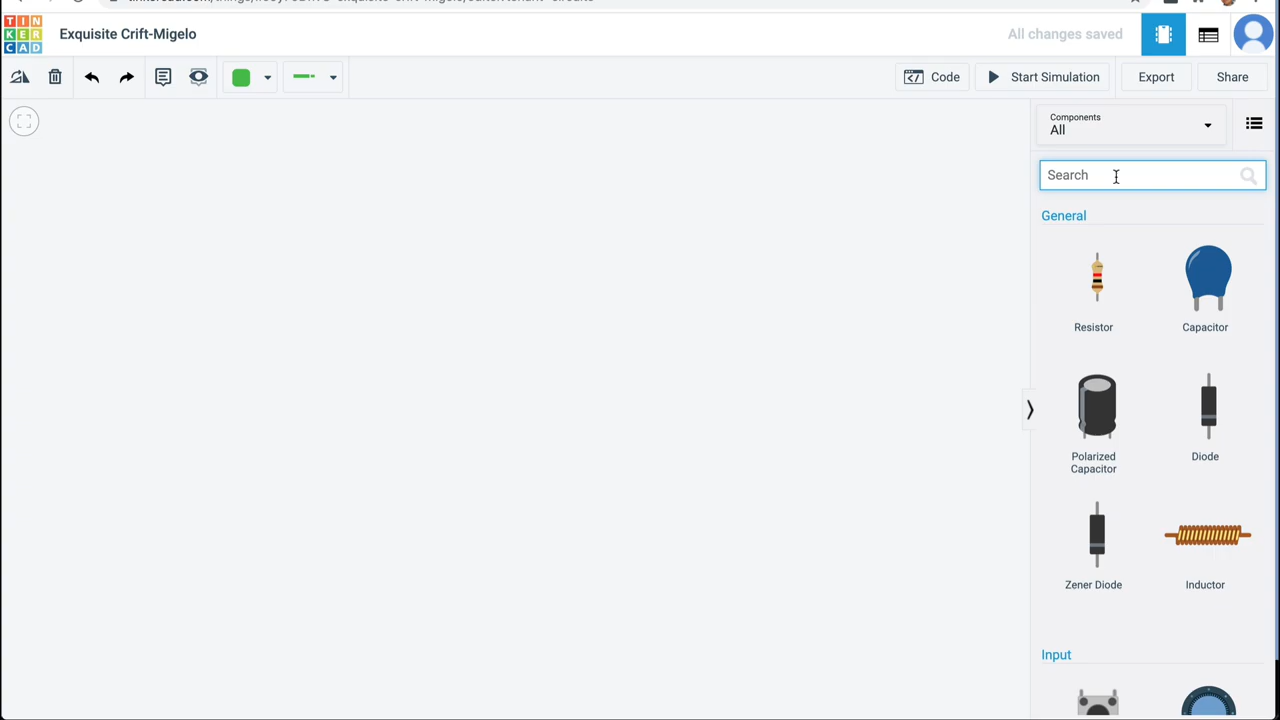 TIN
KER
CAD
Exquisite Crift-Migelo
All changes saved
Code
Start Simulation
Export
Share
Components
All
Search
General
Resistor
Capacitor
Polarized
Capacitor
Diode
Zener Diode
Inductor
Input